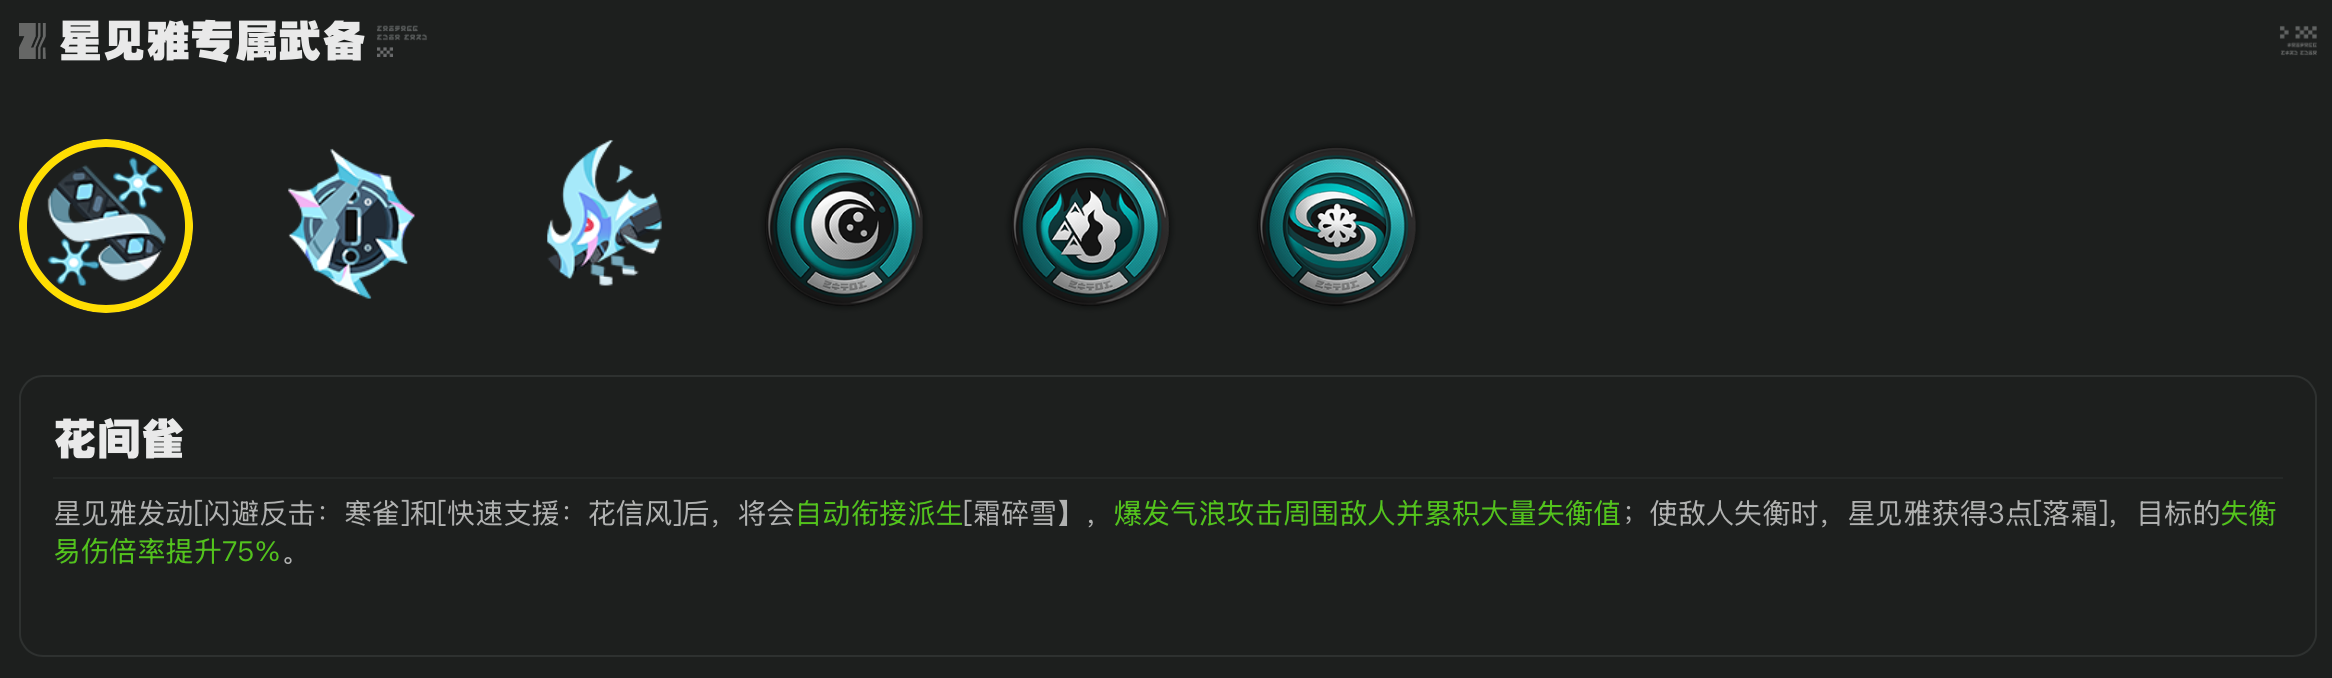 星见雅专属武备
花间雀
星见雅发动[闪避反击：寒雀]和[快速支援：花信风]后，将会自动衔接派生[霜碎雪】，爆发气浪攻击周围敌人并累积大量失衡值；使敌人失衡时，星见雅获得3点[落霜]，目标的失衡
易伤倍率提升75%。